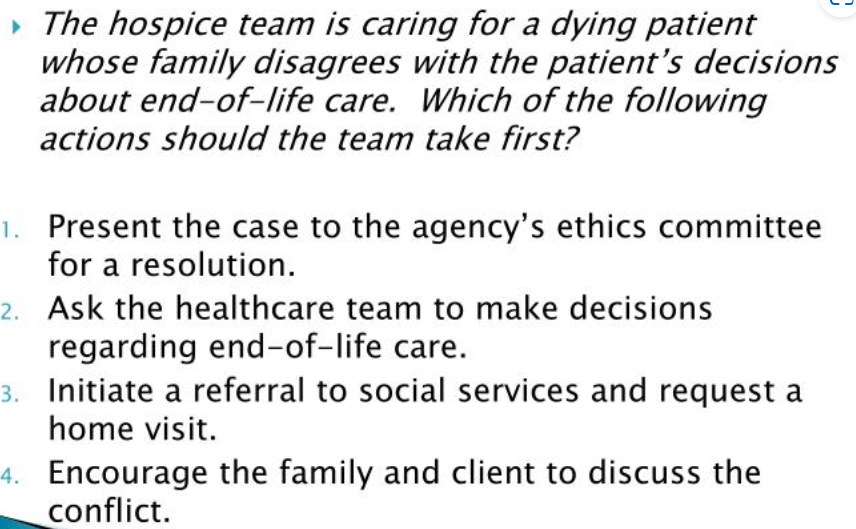 The hospice team is caring for a dying patient
whose family disagrees with the patient's decisions
about end-of-life care. Which of the following
actions should the team take first?
1. Present the case to the agency's ethics committee
for a resolution.
2. Ask the healthcare team to make decisions
regarding end-of-life care.
3. Initiate a referral to social services and request a
home visit.
4. Encourage the family and client to discuss the
conflict.